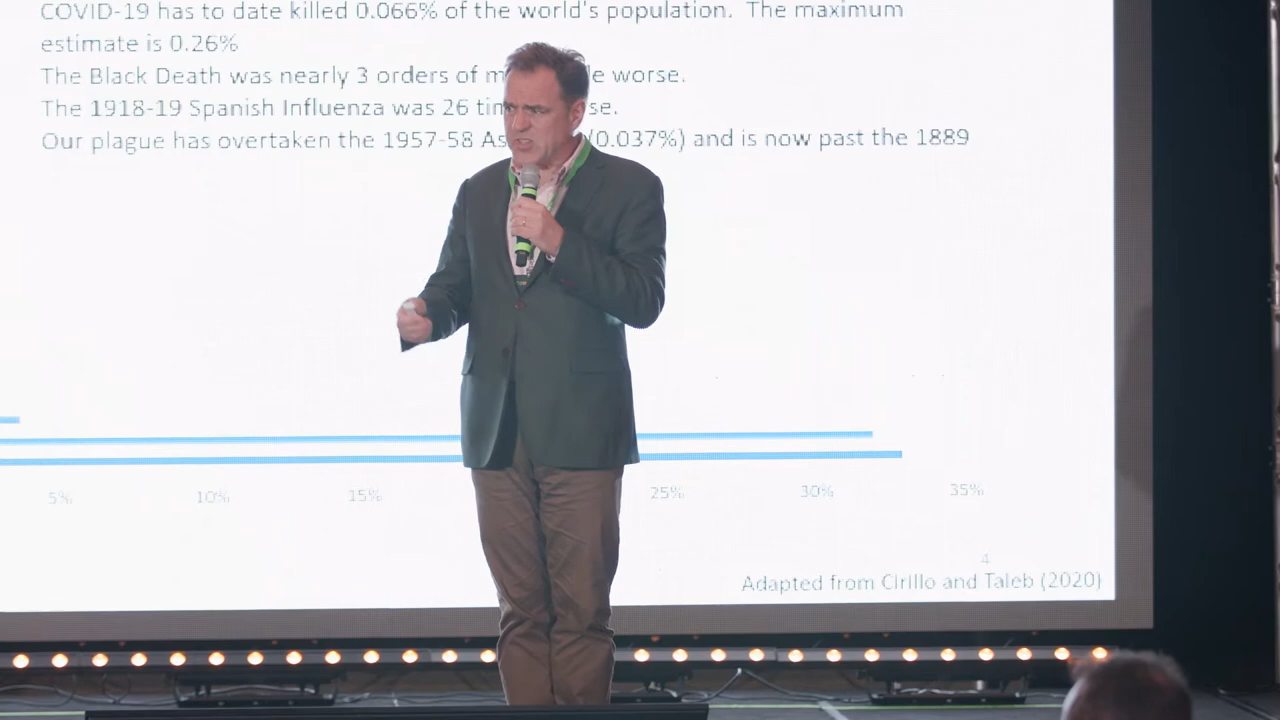 COVID-19 has to date killed 0.066% of the world's population. The maximum
estimate is 0.26%
The Black Death was nearly 3 orders of m le worse.
The 1918-19 Spanish Influenza was 26 tim se.
Our plague has overtaken the 1957-58 As (0.037%) and is now past the 1889
5% 10% 15% 25% 30% 35%
4
Adapted from Cirillo and Taleb (2020)